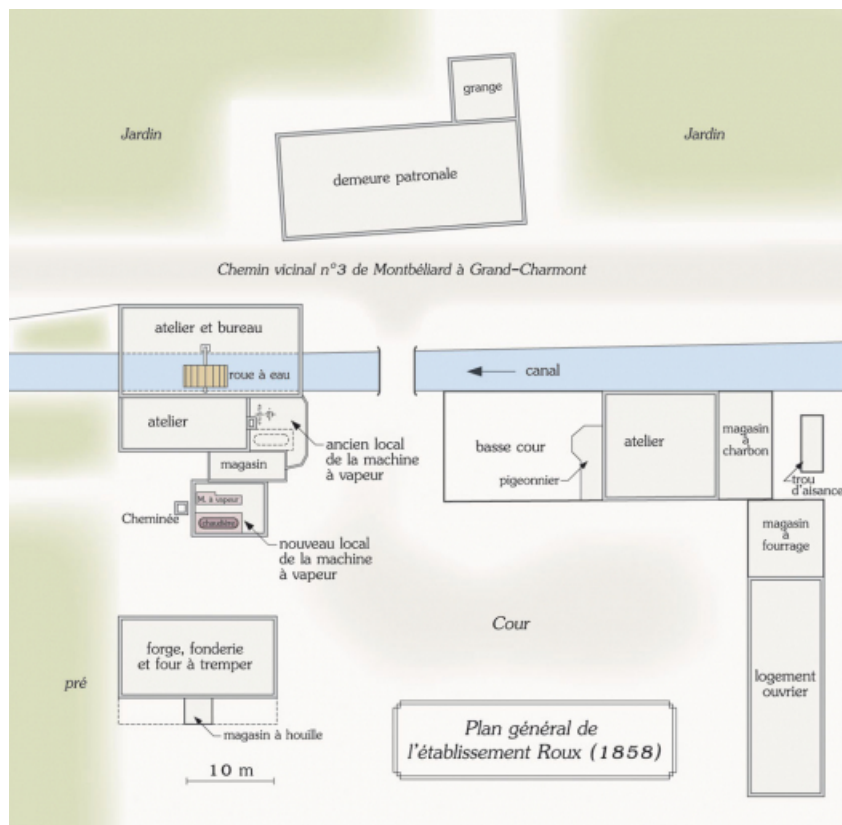 grange
Jardin
Jardin
demeure patronale
Chemin vicinal n°3 de Montbéliard à Grand-Charmont
atelier et bureau
roue à eau
canal
atelier
ancien local
de la machine
à vapeur
magasin
basse cour
pigeonnier
atelier
magasin
à
charbon
trou
d'aisance
M. à vapeur
chaudière
Cheminée
nouveau local
de la machine
à vapeur
magasin
à
fourrage
Cour
forge, fonderie
et four à tremper
pré
magasin à houille
logement
ouvrier
10 m
Plan général de
l'établissement Roux (1858)